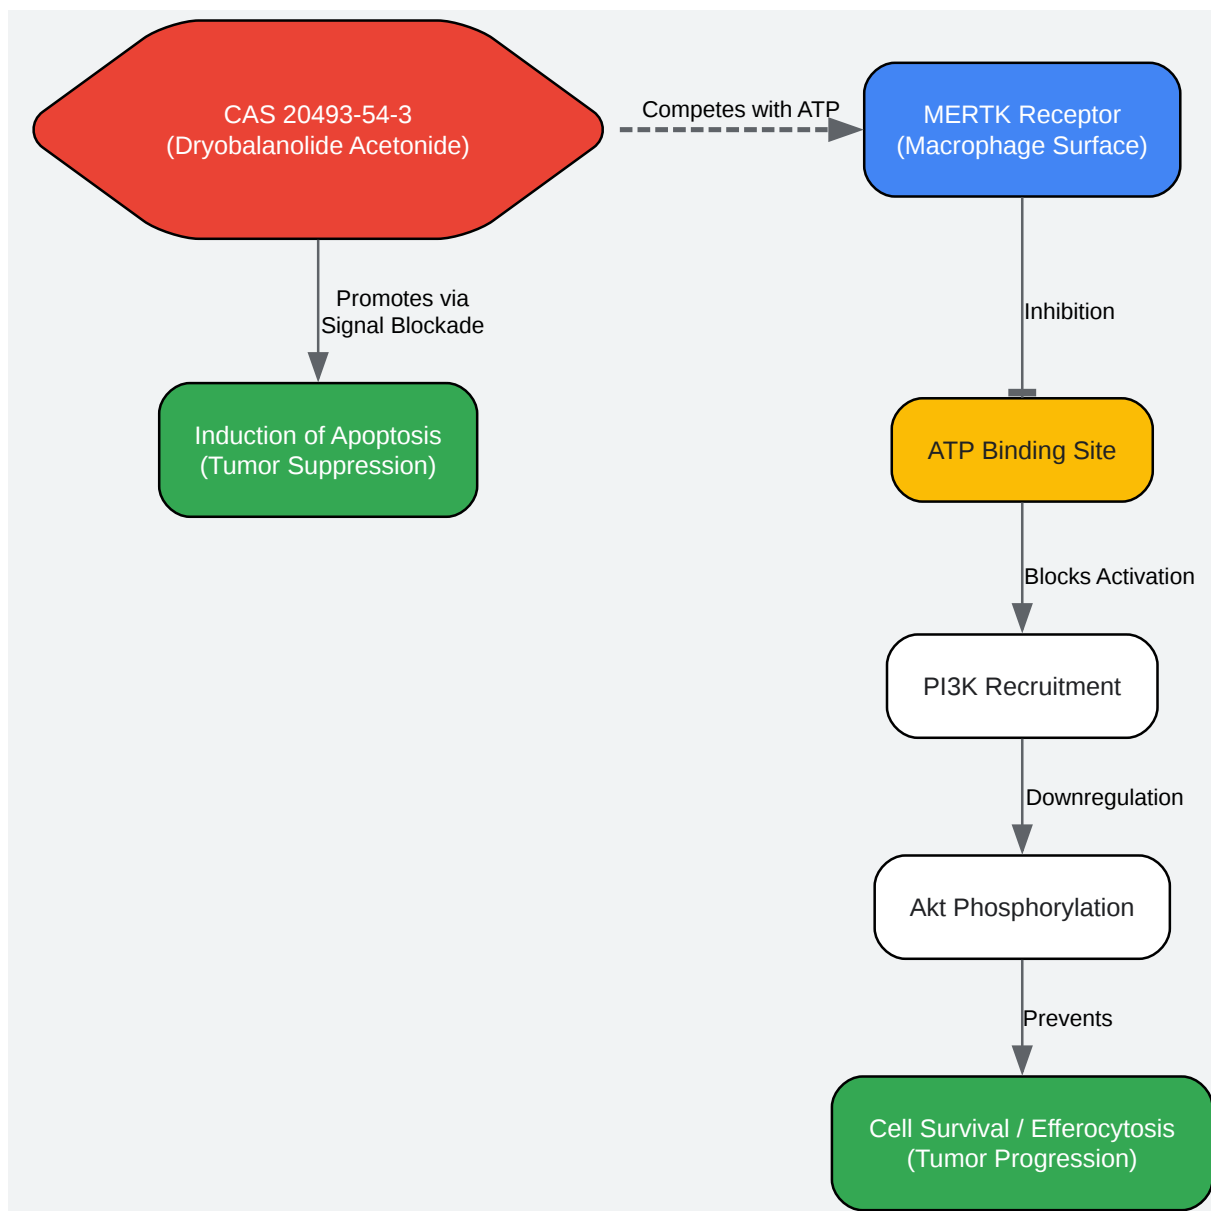 CAS 20493-54-3
(Dryobalanolide Acetonide)
Competes with ATP
MERTK Receptor
(Macrophage Surface)
Promotes via
Signal Blockade
Inhibition
Induction of Apoptosis
(Tumor Suppression)
ATP Binding Site
Blocks Activation
PI3K Recruitment
Downregulation
Akt Phosphorylation
Prevents
Cell Survival / Efferocytosis
(Tumor Progression)